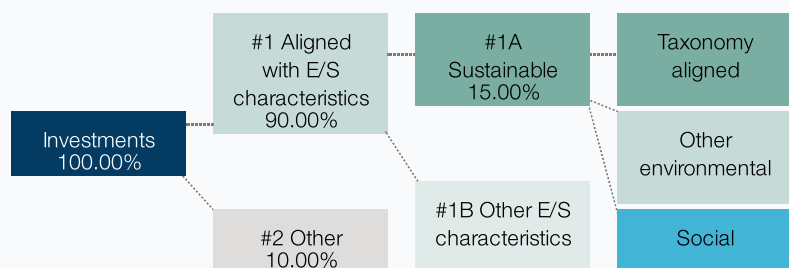 Investments
100.00%
#1 Aligned
with E/S
characteristics
90.00%
#2 Other
10.00%
#1A
Sustainable
15.00%
#1B Other E/S
characteristics
Taxonomy
aligned
Other
environmental
Social